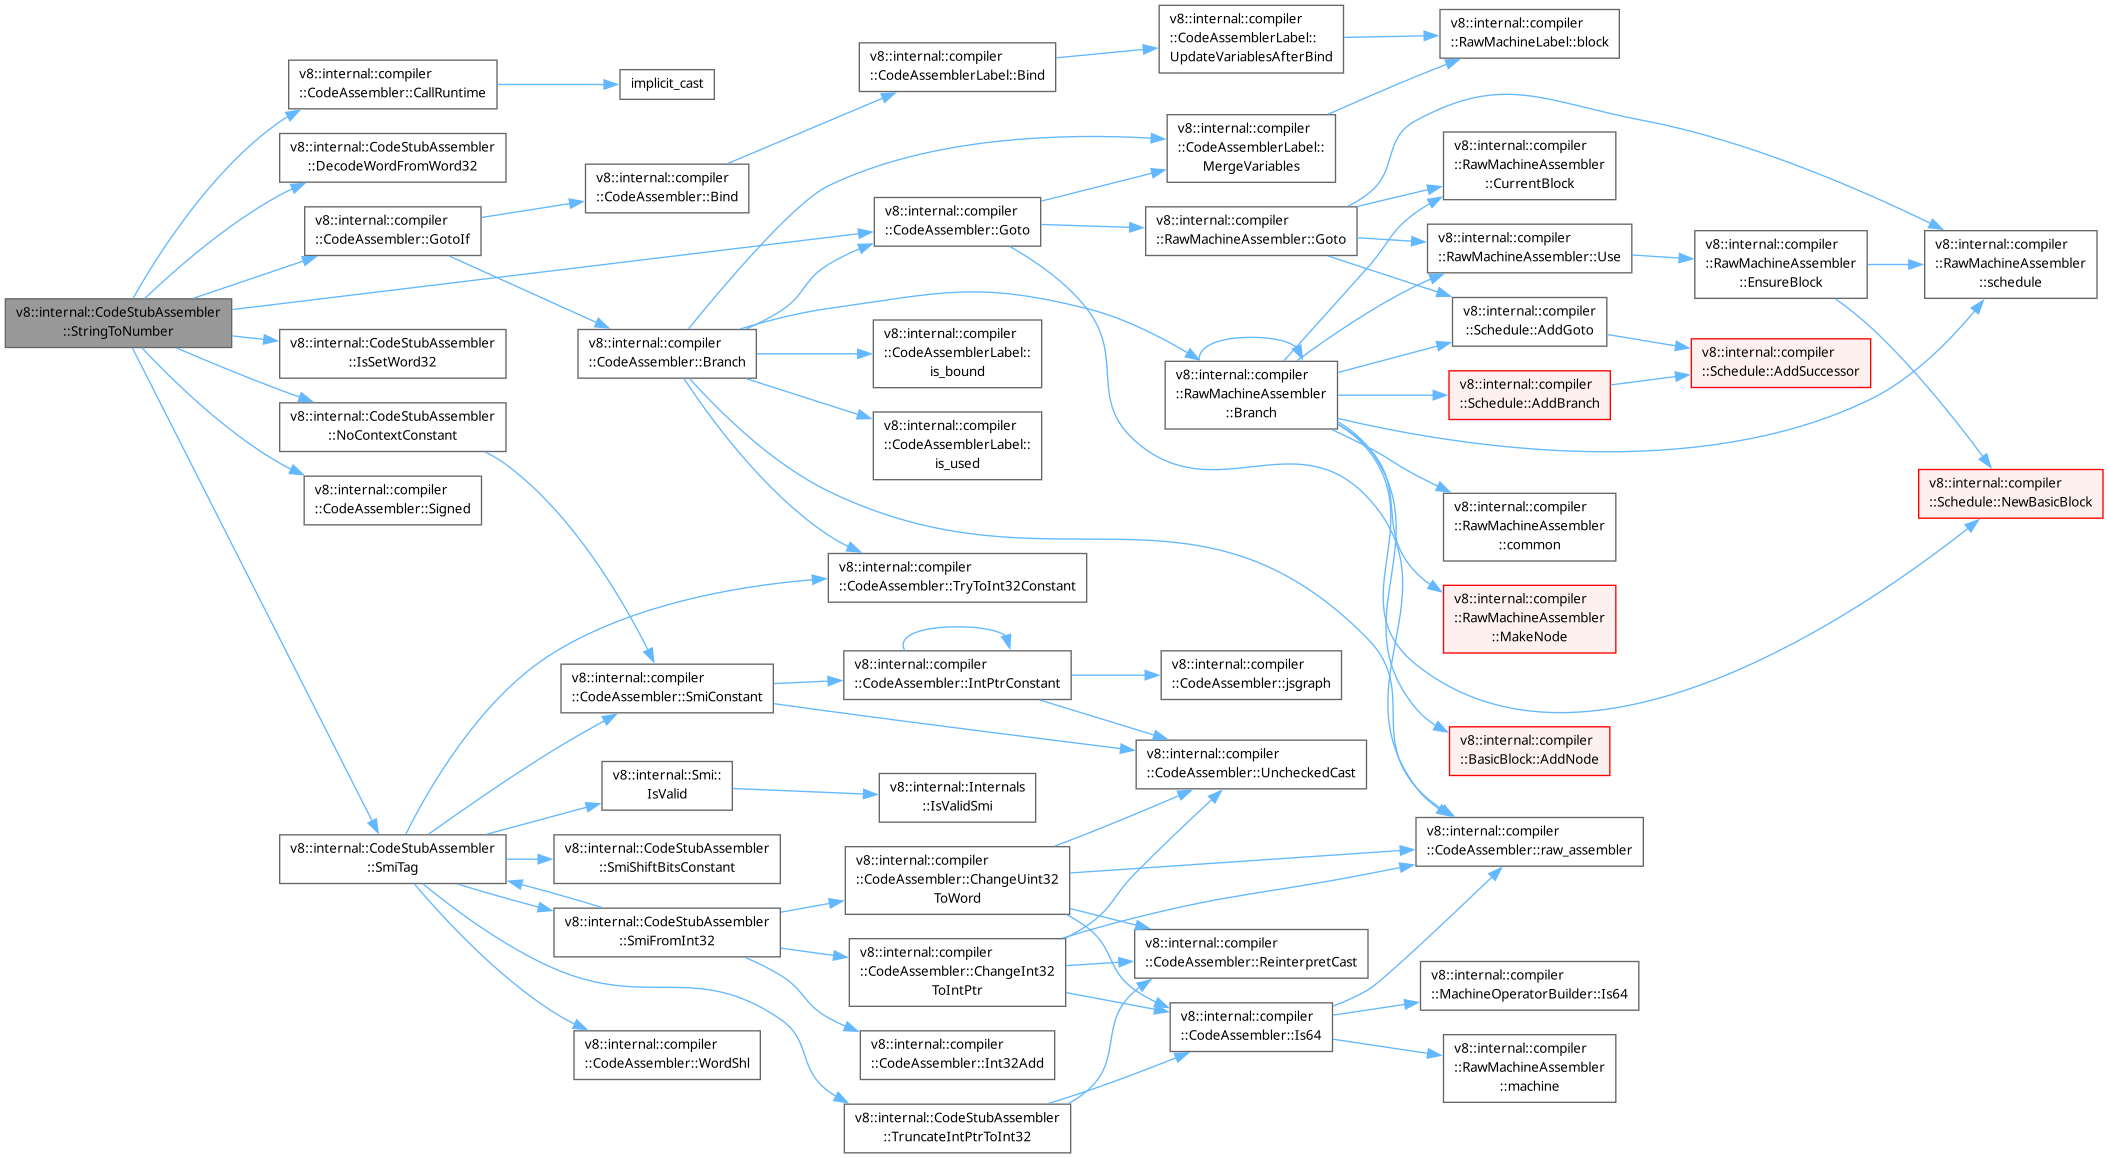 v8::internal::CodeStubAssembler
::StringToNumber
v8::internal::compiler
::CodeAssembler::CallRuntime
v8::internal::CodeStubAssembler
::DecodeWordFromWord32
v8::internal::compiler
::CodeAssembler::GotoIf
v8::internal::CodeStubAssembler
::IsSetWord32
v8::internal::CodeStubAssembler
::NoContextConstant
v8::internal::compiler
::CodeAssembler::Signed
v8::internal::CodeStubAssembler
::SmiTag
implicit_cast
v8::internal::compiler
::CodeAssembler::Bind
v8::internal::compiler
::CodeAssembler::Branch
v8::internal::compiler
::CodeAssembler::SmiConstant
v8::internal::Smi::
IsValid
v8::internal::CodeStubAssembler
::SmiShiftBitsConstant
v8::internal::CodeStubAssembler
::SmiFromInt32
v8::internal::compiler
::CodeAssembler::WordShl
v8::internal::compiler
::CodeAssemblerLabel::Bind
v8::internal::compiler
::CodeAssembler::Goto
v8::internal::compiler
::CodeAssemblerLabel::
is_bound
v8::internal::compiler
::CodeAssemblerLabel::
is_used
v8::internal::compiler
::CodeAssembler::TryToInt32Constant
v8::internal::compiler
::CodeAssembler::IntPtrConstant
v8::internal::Internals
::IsValidSmi
v8::internal::compiler
::CodeAssembler::ChangeUint32
ToWord
v8::internal::compiler
::CodeAssembler::ChangeInt32
ToIntPtr
v8::internal::compiler
::CodeAssembler::Int32Add
v8::internal::CodeStubAssembler
::TruncateIntPtrToInt32
v8::internal::compiler
::CodeAssemblerLabel::
UpdateVariablesAfterBind
v8::internal::compiler
::CodeAssemblerLabel::
MergeVariables
v8::internal::compiler
::RawMachineAssembler::Goto
v8::internal::compiler
::RawMachineAssembler
::Branch
v8::internal::compiler
::CodeAssembler::jsgraph
v8::internal::compiler
::CodeAssembler::UncheckedCast
v8::internal::compiler
::CodeAssembler::ReinterpretCast
v8::internal::compiler
::CodeAssembler::Is64
v8::internal::compiler
::RawMachineLabel::block
v8::internal::compiler
::RawMachineAssembler
::CurrentBlock
v8::internal::compiler
::RawMachineAssembler::Use
v8::internal::compiler
::Schedule::AddGoto
v8::internal::compiler
::Schedule::AddBranch
v8::internal::compiler
::RawMachineAssembler
::common
v8::internal::compiler
::RawMachineAssembler
::MakeNode
v8::internal::compiler
::BasicBlock::AddNode
v8::internal::compiler
::CodeAssembler::raw_assembler
v8::internal::compiler
::MachineOperatorBuilder::Is64
v8::internal::compiler
::RawMachineAssembler
::machine
v8::internal::compiler
::RawMachineAssembler
::EnsureBlock
v8::internal::compiler
::Schedule::AddSuccessor
v8::internal::compiler
::RawMachineAssembler
::schedule
v8::internal::compiler
::Schedule::NewBasicBlock